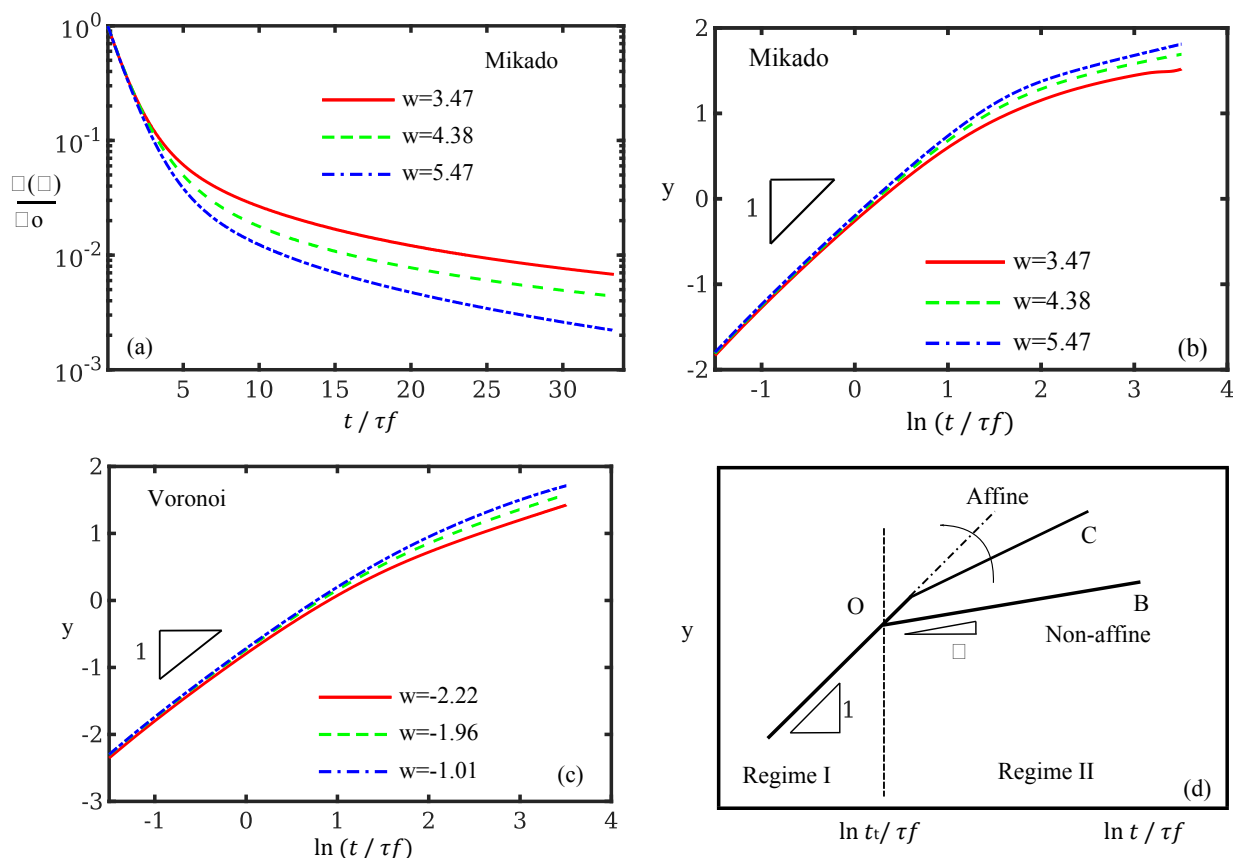 10⁰
10⁻¹
10⁻²
10⁻³
□(□)
□o
Mikado
w=3.47
w=4.38
w=5.47
(a)
5 10 15 20 25 30
t / τf
2
1
0
-1
-2
y
Mikado
1
w=3.47
w=4.38
w=5.47
(b)
-1 0 1 2 3 4
ln (t / τf)
2
1
0
-1
-2
-3
y
Voronoi
1
w=-2.22
w=-1.96
w=-1.01
(c)
-1 0 1 2 3 4
ln (t / τf)
y
Affine
C
O
B
Non-affine
□
1
Regime I
Regime II
(d)
ln tt/ τf
ln t/ τf